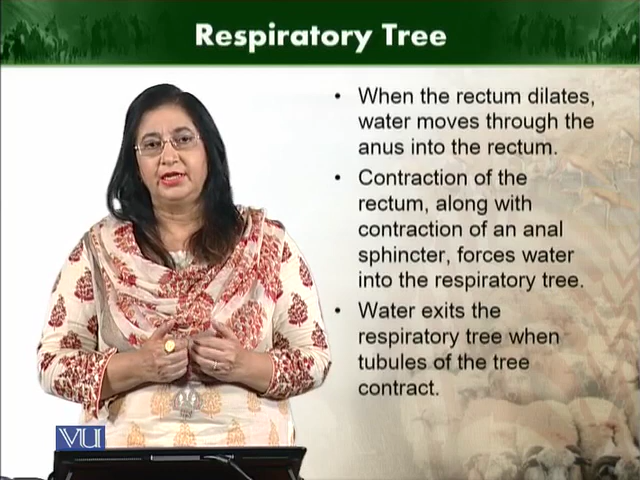 Respiratory Tree
• When the rectum dilates,
water moves through the
anus into the rectum.
• Contraction of the
rectum, along with
contraction of an anal
sphincter, forces water
into the respiratory tree.
• Water exits the
respiratory tree when
tubules of the tree
contract.
VU